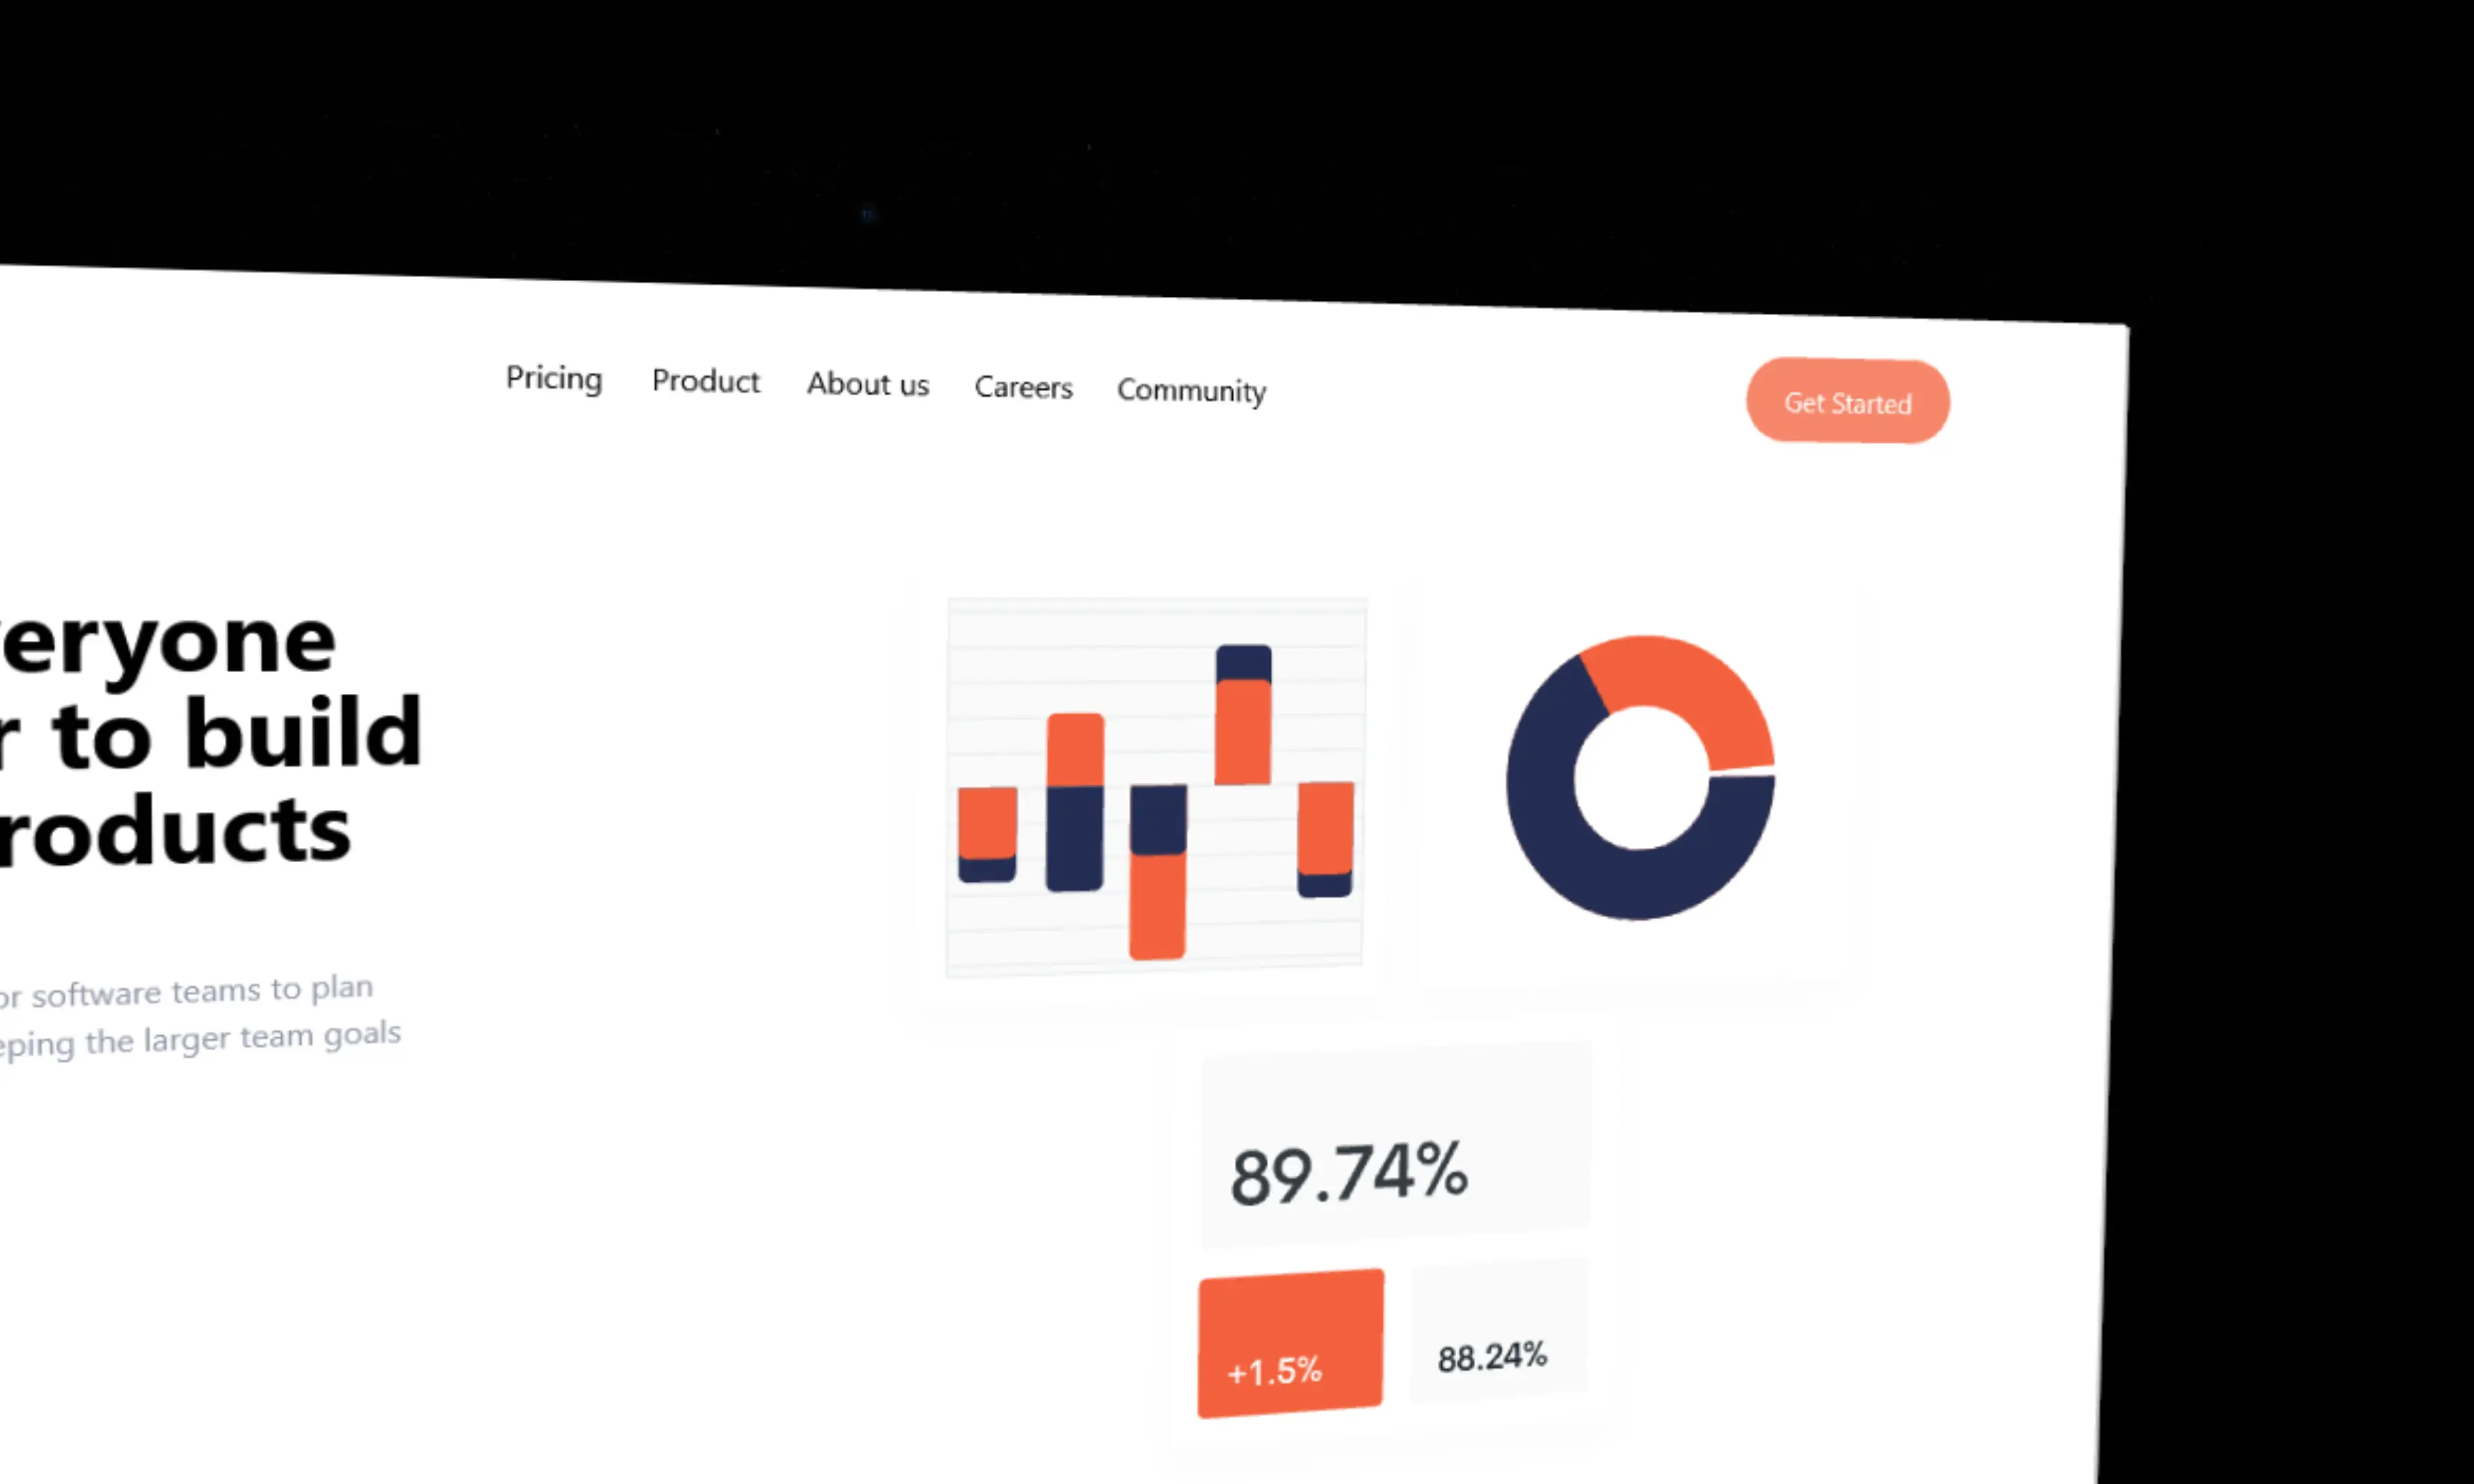 Pricing Product About us Careers Community Get Started
eryone
to build
roducts
or software teams to plan
eping the larger team goals
89.74%
+1.5% 88.24%